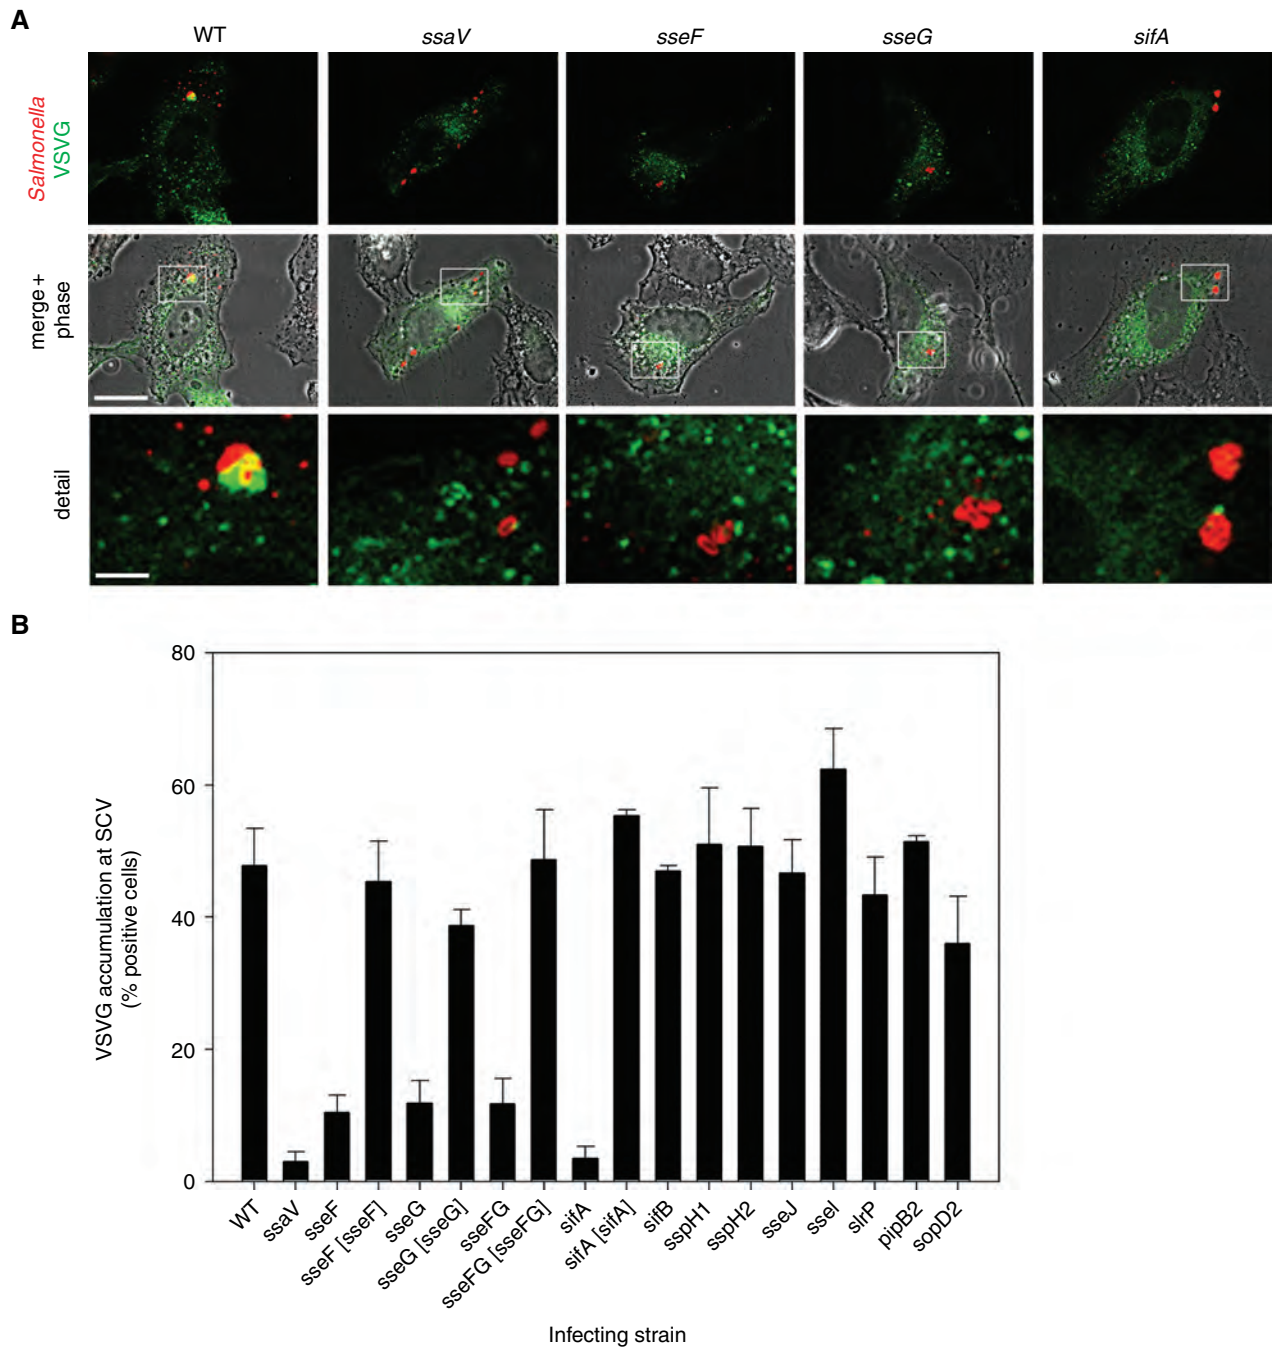 A
WT
ssaV
sseF
sseG
sifA
Salmonella
VSVG
merge+
phase
detail
B
80
60
40
20
0
VSVG accumulation at SCV
(% positive cells)
WT
ssaV
sseF
sseF [sseF]
sseG
sseG [sseG]
sseFG
sseFG [sseFG]
sifA
sifA [sifA]
sifB
sspH1
sspH2
sseJ
sseI
slrP
pipB2
sopD2
Infecting strain